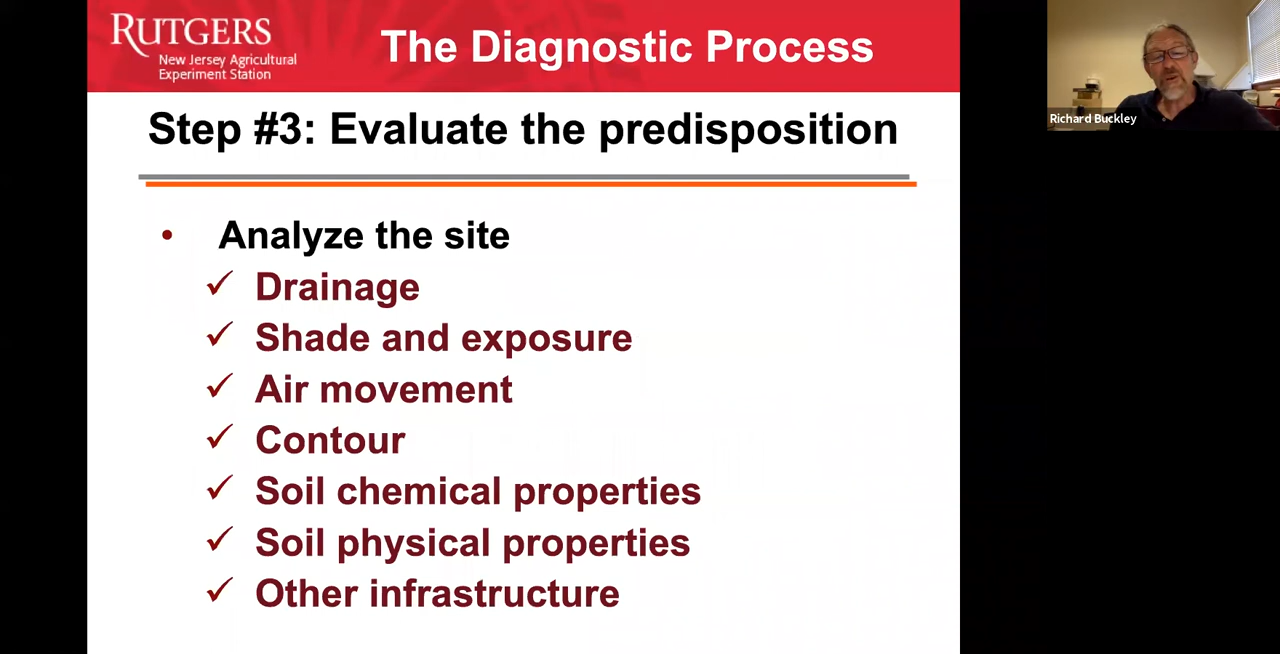 RUTGERS
New Jersey Agricultural
Experiment Station
The Diagnostic Process
Richard Buckley
Step #3: Evaluate the predisposition
• Analyze the site
✓ Drainage
✓ Shade and exposure
✓ Air movement
✓ Contour
✓ Soil chemical properties
✓ Soil physical properties
✓ Other infrastructure